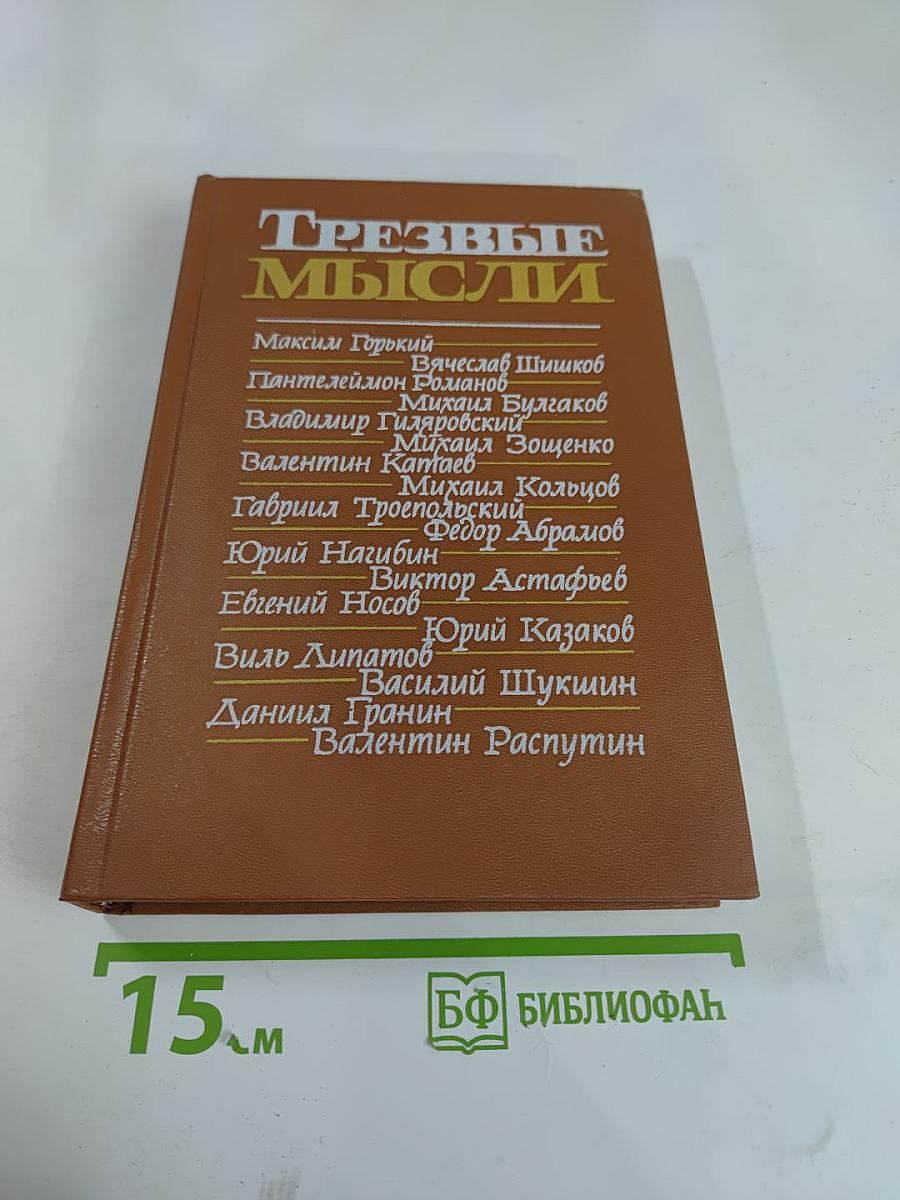 Трезвые
мысли
Максим Горький
Вячеслав Шишков
Пантелеймон Романов
Михаил Булгаков
Владимир Гиляровский
Михаил Зощенко
Валентин Катаев
Михаил Кольцов
Гавриил Троепольский
Федор Абрамов
Юрий Нагибин
Виктор Астафьев
Евгений Носов
Юрий Казаков
Виль Липатов
Василий Шукшин
Даниил Гранин
Валентин Распутин
15 см
БФ БИБЛИОФАН